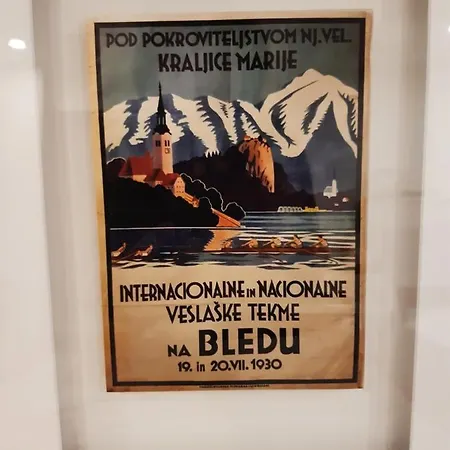 POD POKROVITELJSTVOM NJ.VEL.
KRALJICE MARIJE
INTERNACIONALNE IN NACIONALNE
VESLAŠKE TEKME
NA BLEDU
19. in 20.VII.1930